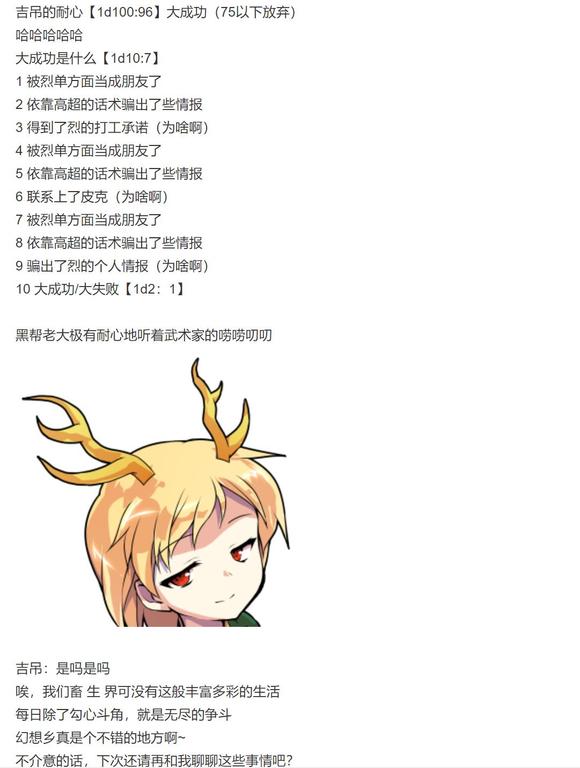 吉吊的耐心【1d100:96】大成功（75以下放弃）
哈哈哈哈哈
大成功是什么【1d10:7】
1 被烈单方面当成朋友了
2 依靠高超的话术骗出了些情报
3 得到了烈的打工承诺（为啥啊）
4 被烈单方面当成朋友了
5 依靠高超的话术骗出了些情报
6 联系上了皮克（为啥啊）
7 被烈单方面当成朋友了
8 依靠高超的话术骗出了些情报
9 骗出了烈的个人情报（为啥啊）
10 大成功/大失败【1d2：1】
黑帮老大极有耐心地听着武术家的唠唠叨叨
吉吊：是吗是吗
唉，我们畜 生 界可没有这般丰富多彩的生活
每日除了勾心斗角，就是无尽的争斗
幻想乡真是个不错的地方啊~
不介意的话，下次还请再和我聊聊这些事情吧？